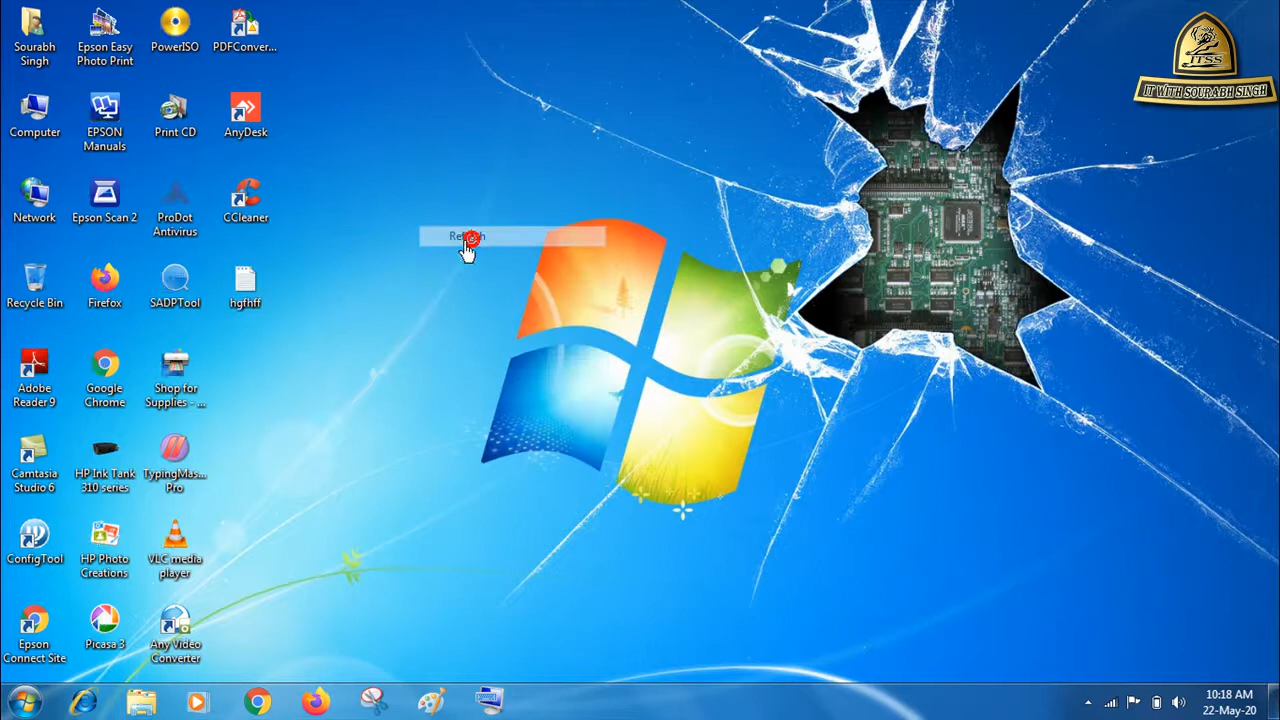 Sourabh
Singh
Epson Easy
Photo Print
PowerISO
PDFConver...
ITSS
IT WITH SOURABH SINGH
Computer
EPSON
Manuals
Print CD
AnyDesk
Network
Epson Scan 2
ProDot
Antivirus
CCleaner
Recycle Bin
Firefox
SADPTool
hgfhff
Adobe
Reader 9
Google
Chrome
Shop for
Supplies - ...
Camtasia
Studio 6
HP Ink Tank
310 series
TypingMas...
Pro
ConfigTool
HP Photo
Creations
VLC media
player
Epson
Connect Site
Picasa 3
Any Video
Converter
10:18 AM
22-May-20